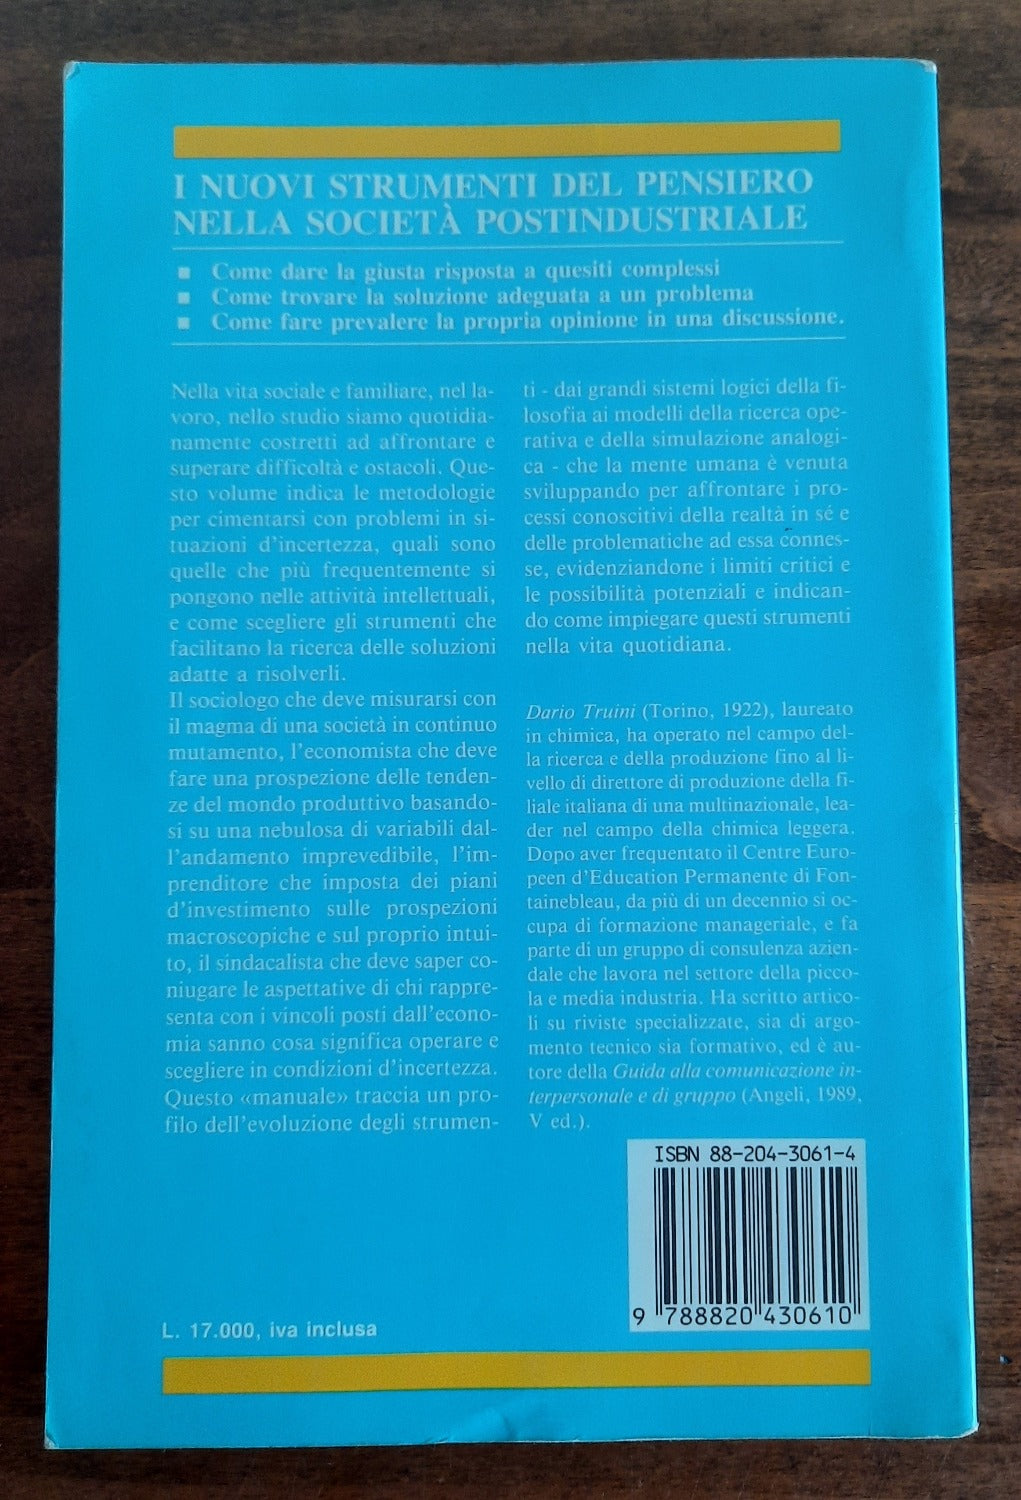 I NUOVI STRUMENTI DEL PENSIERO
NELLA SOCIETÀ POSTINDUSTRIALE
■ Come dare la giusta risposta a quesiti complessi
■ Come trovare la soluzione adeguata a un problema
■ Come fare prevalere la propria opinione in una discussione.
Nella vita sociale e familiare, nel la-
voro, nello studio siamo quotidia-
namente costretti ad affrontare e
superare difficoltà e ostacoli. Que-
sto volume indica le metodologie
per cimentarsi con problemi in si-
tuazioni d'incertezza, quali sono
quelle che più frequentemente si
pongono nelle attività intellettuali,
e come scegliere gli strumenti che
facilitano la ricerca delle soluzioni
adatte a risolverli.
Il sociologo che deve misurarsi con
il magma di una società in continuo
mutamento, l'economista che deve
fare una prospezione delle tenden-
ze del mondo produttivo basando-
si su una nebulosa di variabili dal-
l'andamento imprevedibile, l'im-
prenditore che imposta dei piani
d'investimento sulle prospezioni
macroscopiche e sul proprio intui-
to, il sindacalista che deve saper co-
niugare le aspettative di chi rappre-
senta con i vincoli posti dall'econo-
mia sanno cosa significa operare e
scegliere in condizioni d'incertezza.
Questo «manuale» traccia un pro-
filo dell'evoluzione degli strumen-
ti - dai grandi sistemi logici della fi-
losofia ai modelli della ricerca ope-
rativa e della simulazione analogi-
ca - che la mente umana è venuta
sviluppando per affrontare i pro-
cessi conoscitivi della realtà in sé e
delle problematiche ad essa connes-
se, evidenziandone i limiti critici e
le possibilità potenziali e indican-
do come impiegare questi strumenti
nella vita quotidiana.
Dario Truini (Torino, 1922), laureato
in chimica, ha operato nel campo del-
la ricerca e della produzione fino al li-
vello di direttore di produzione della fi-
liale italiana di una multinazionale, lea-
der nel campo della chimica leggera.
Dopo aver frequentato il Centre Euro-
peen d'Education Permanente di Fon-
tainebleau, da più di un decennio si oc-
cupa di formazione manageriale, e fa
parte di un gruppo di consulenza azien-
dale che lavora nel settore della picco-
la e media industria. Ha scritto artico-
li su riviste specializzate, sia di argo-
mento tecnico sia formativo, ed è au-
tore della Guida alla comunicazione in-
terpersonale e di gruppo (Angeli, 1989,
V ed.).
ISBN 88-204-3061-4
9 788820 430610
L. 17.000, iva inclusa